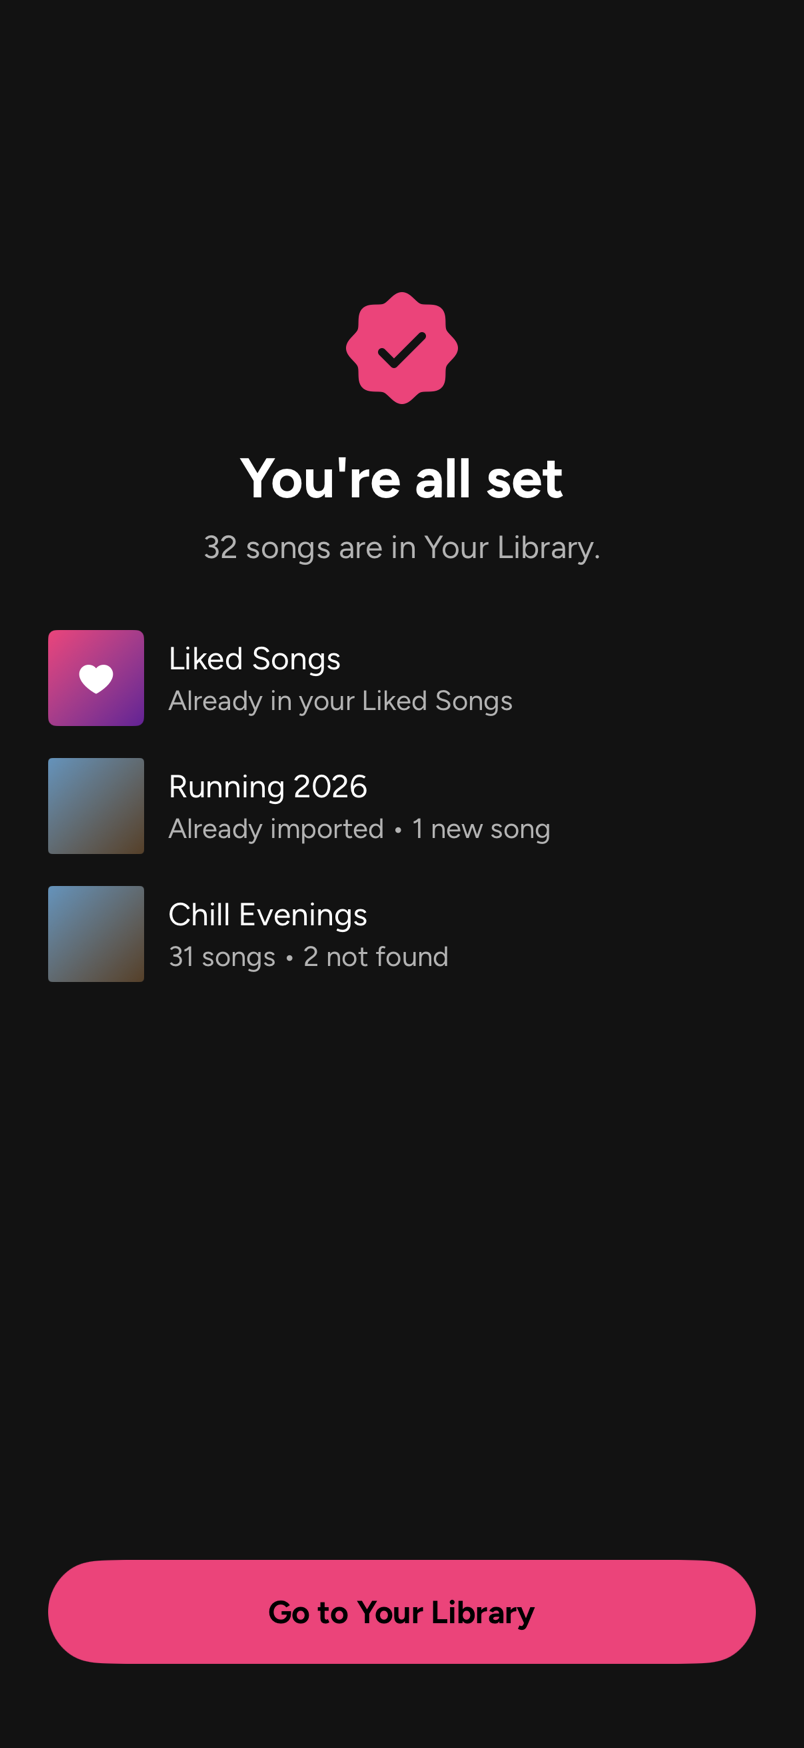 You're all set
32 songs are in Your Library.
Liked Songs
Already in your Liked Songs
Running 2026
Already imported • 1 new song
Chill Evenings
31 songs • 2 not found
Go to Your Library